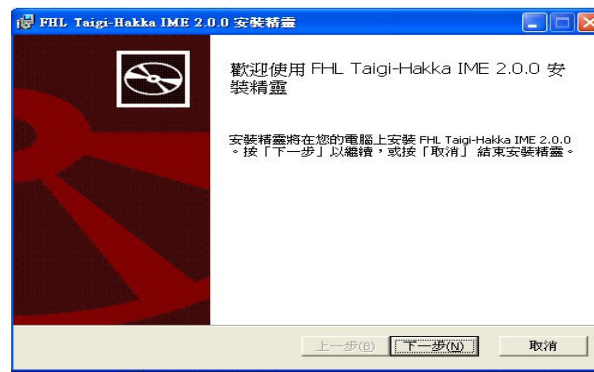 FHL Taigi-Hakka IME 2.0.0 安裝精靈
歡迎使用 FHL Taigi-Hakka IME 2.0.0 安
裝精靈
安裝精靈將在您的電腦上安裝 FHL Taigi-Hakka IME 2.0.0
。按「下一步」以繼續，或按「取消」 結束安裝精靈。
上一步(B) 下一步(N) 取消